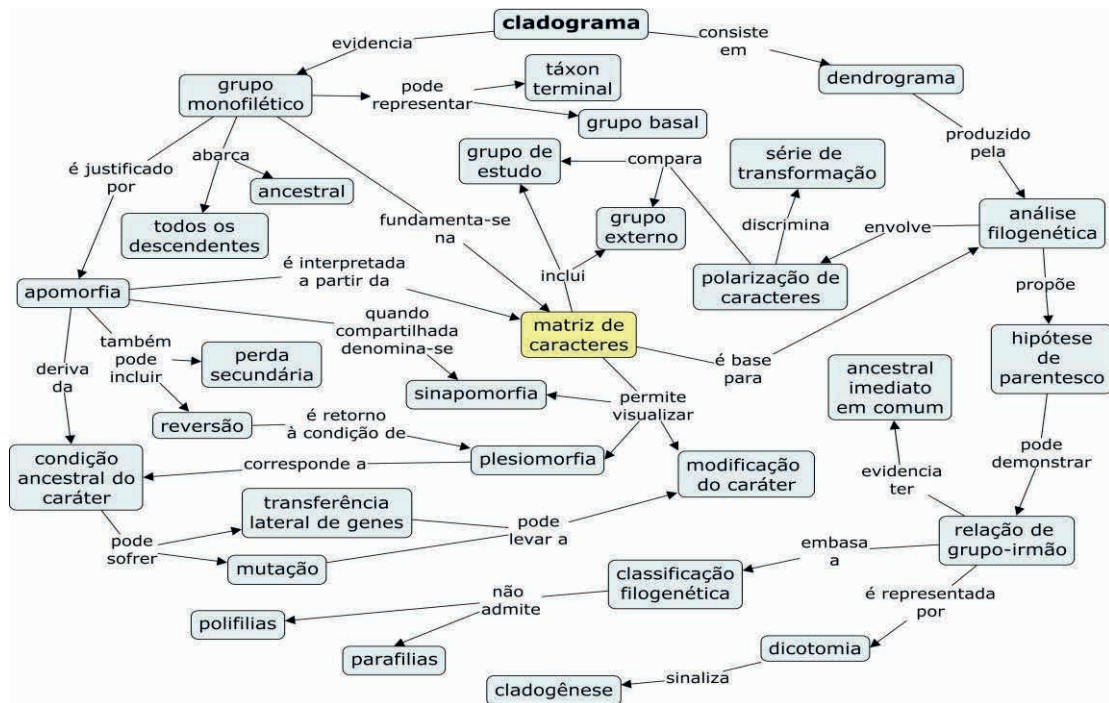 cladograma
evidencia
consiste
em
grupo
monofilético
pode
representar
táxon
terminal
grupo basal
dendrograma
produzido
pela
é justificado
por
abarca
ancestral
todos os
descendentes
grupo de
estudo
compara
série de
transformação
fundamenta-se
na
grupo
externo
discrimina
envolve
análise
filogenética
apomorfia
é interpretada
a partir da
inclui
polarização de
caracteres
propõe
também
pode
incluir
perda
secundária
quando
compartilhada
denomina-se
matriz de
caracteres
é base
para
hipótese
de
parentesco
deriva
da
reversão
é retorno
à condição de
sinapomorfia
permite
visualizar
ancestral
imediato
em comum
condição
ancestral do
caráter
corresponde a
plesiomorfia
modificação
do caráter
evidencia
ter
pode
demonstrar
pode
sofrer
transferência
lateral de genes
mutação
pode
levar a
relação de
grupo-irmão
embasa
a
classificação
filogenética
não
admite
polifilias
parafilias
é representada
por
dicotomia
sinaliza
cladogênese